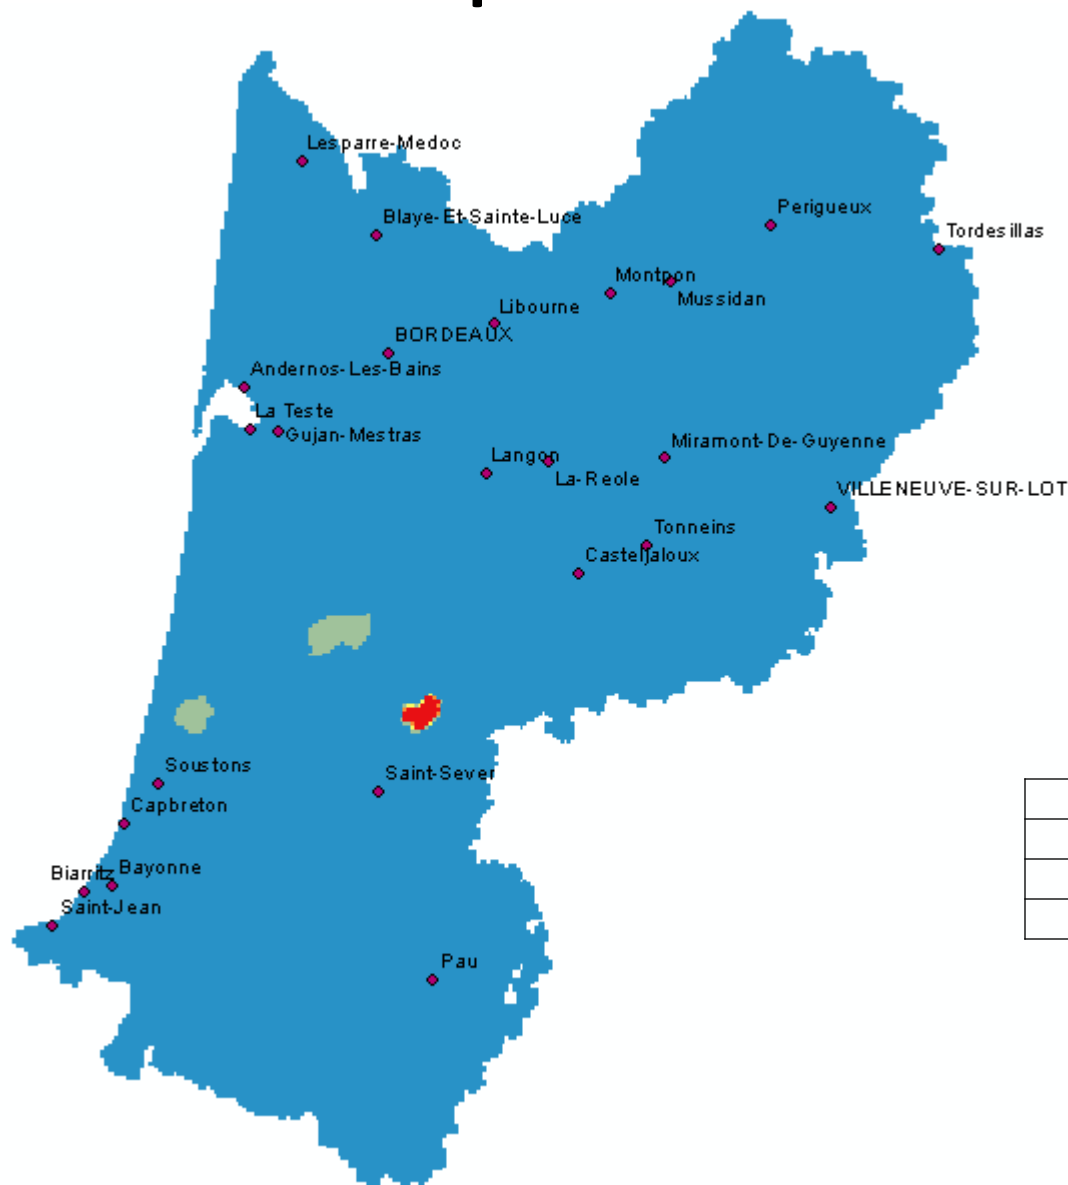 Lesparre-Medoc
Blaye-Et-Sainte-Luce
Perigueux
Tordesillas
Montpon
Mussidan
Libourne
BORDEAUX
Andernos-Les-Bains
La Teste
Gujan-Mestras
Miramont-De-Guyenne
Langon
La-Reole
VILLENEUVE-SUR-LOT
Tonneins
Casteljaloux
Soustons
Saint-Sever
Capbreton
Biarritz
Bayonne
Saint-Jean
Pau